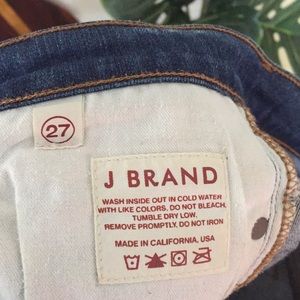 27
J BRAND
WASH INSIDE OUT IN COLD WATER
WITH LIKE COLORS. DO NOT BLEACH.
TUMBLE DRY LOW.
REMOVE PROMPTLY. DO NOT IRON
MADE IN CALIFORNIA, USA